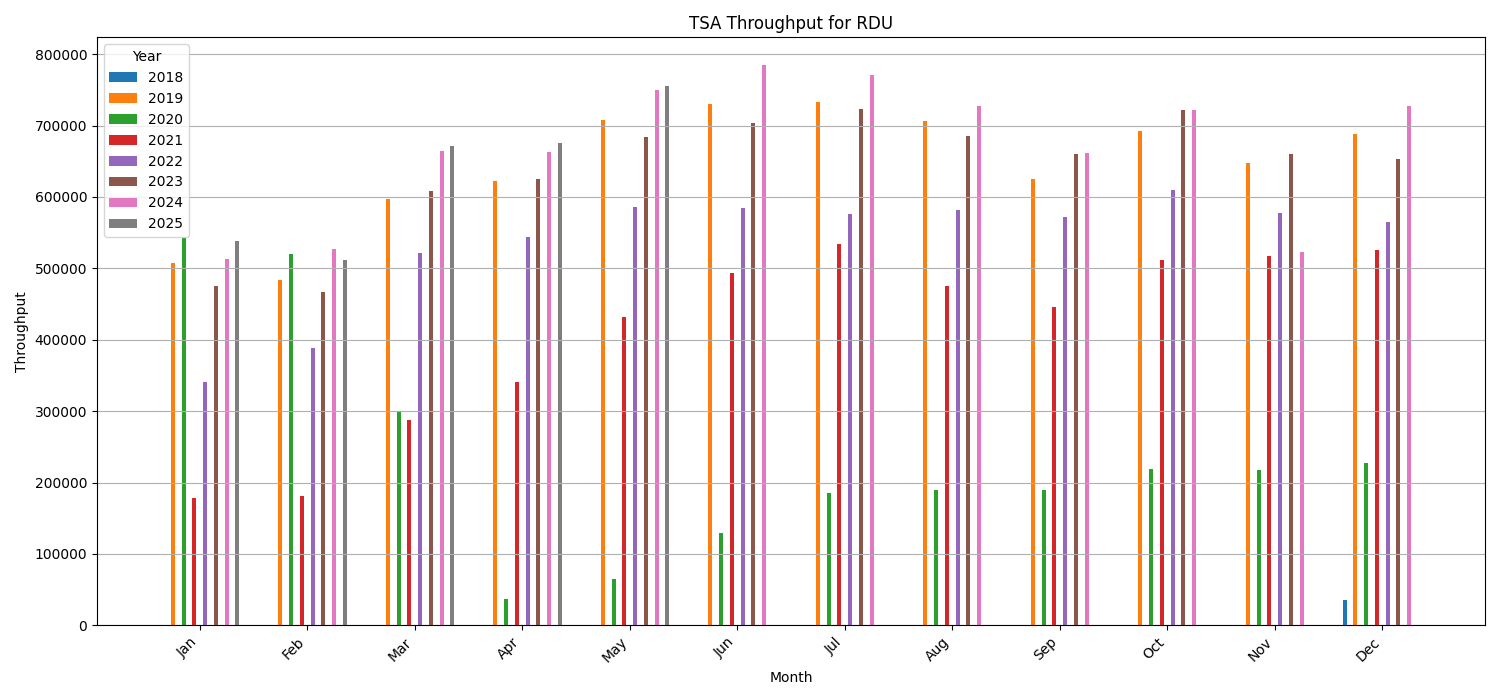 TSA Throughput for RDU
Year
2018
2019
2020
2021
2022
2023
2024
2025
800000
700000
600000
500000
400000
300000
200000
100000
0
Throughput
Jan
Feb
Mar
Apr
May
Jun
Jul
Aug
Sep
Oct
Nov
Dec
Month